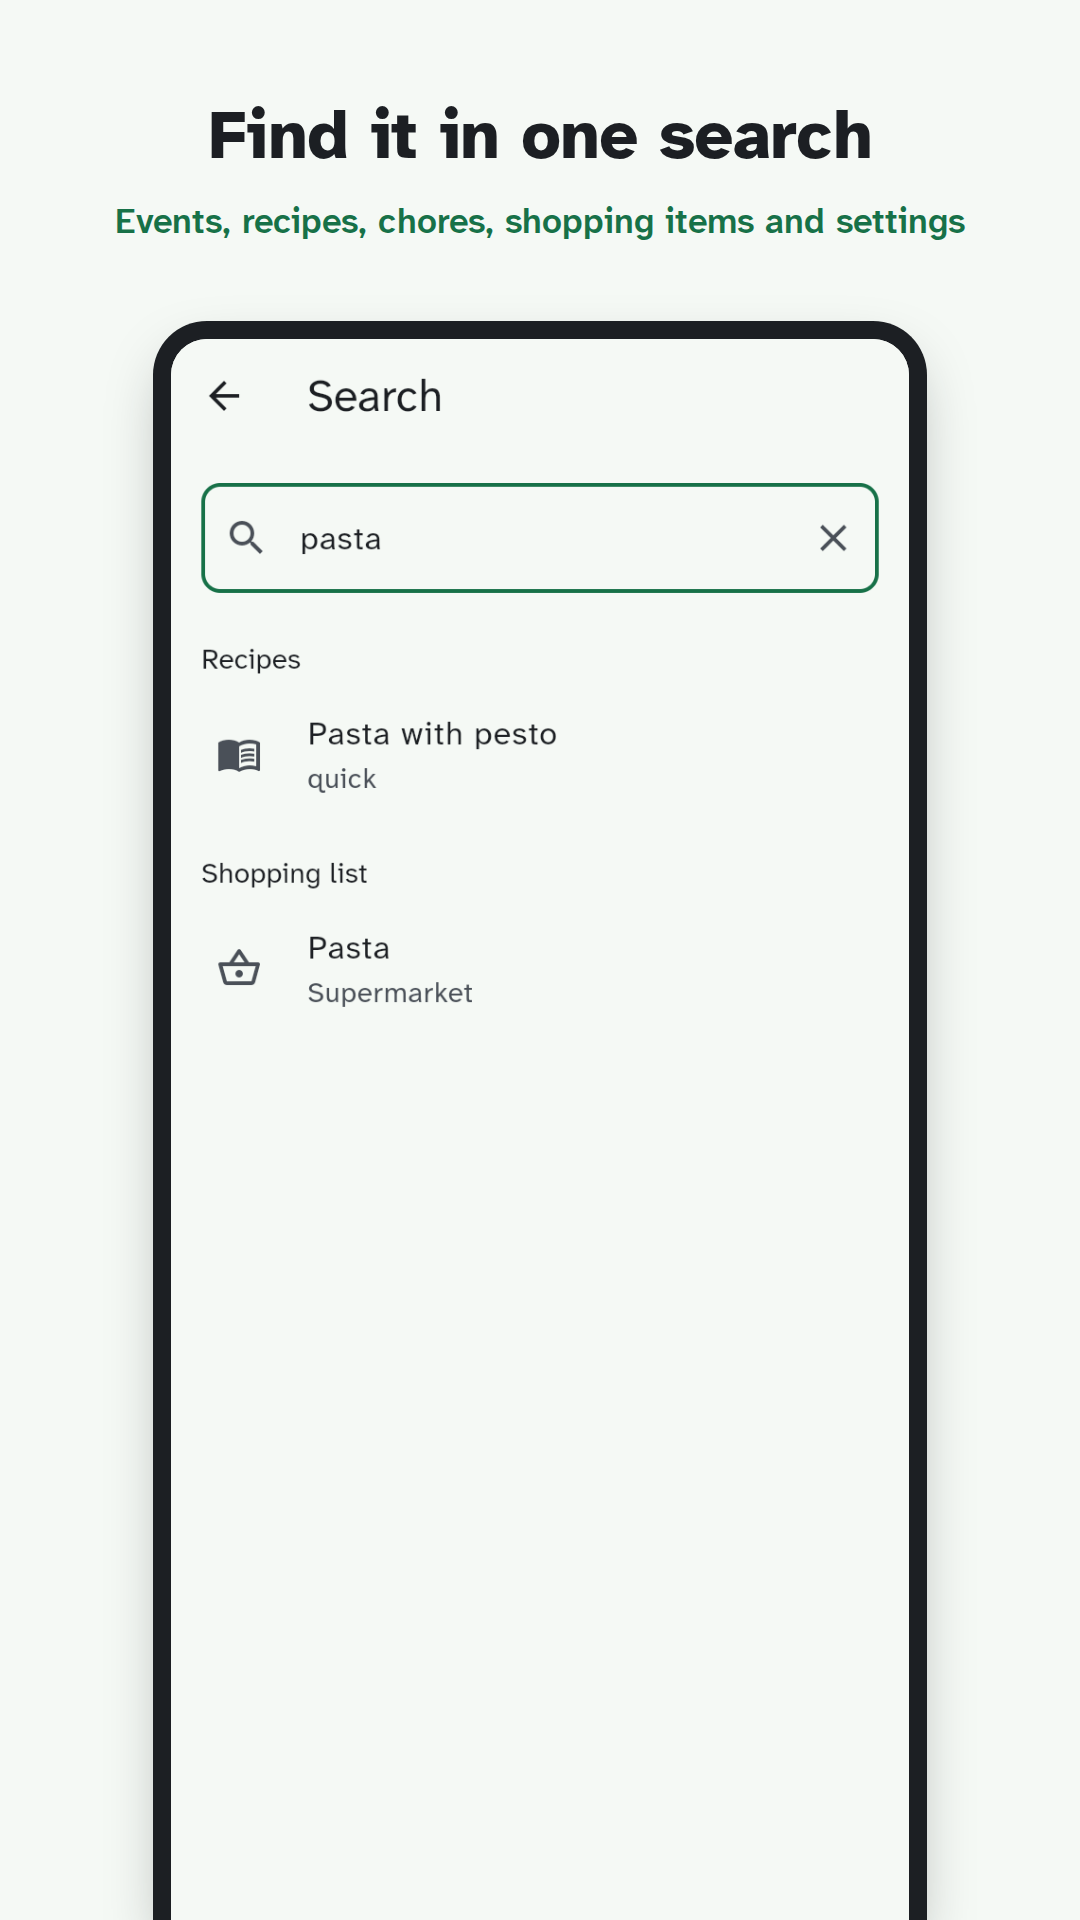 Find it in one search
Events, recipes, chores, shopping items and settings
Search
pasta
Recipes
Pasta with pesto
quick
Shopping list
Pasta
Supermarket